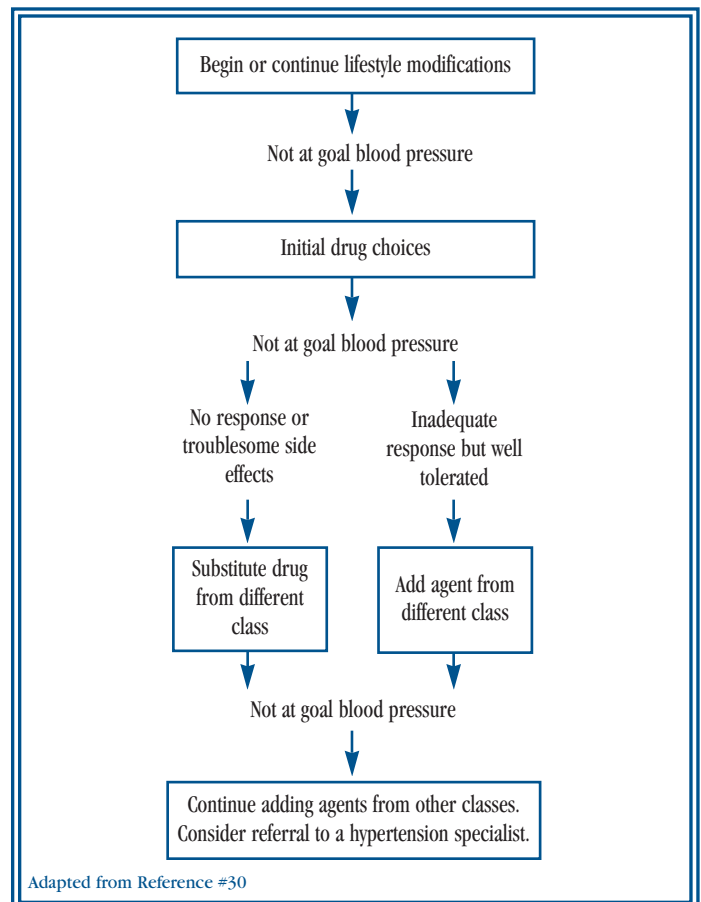 Begin or continue lifestyle modifications
Not at goal blood pressure
Initial drug choices
Not at goal blood pressure
No response or
troublesome side
effects
Inadequate
response but well
tolerated
Substitute drug
from different
class
Add agent from
different class
Not at goal blood pressure
Continue adding agents from other classes.
Consider referral to a hypertension specialist.
Adapted from Reference #30